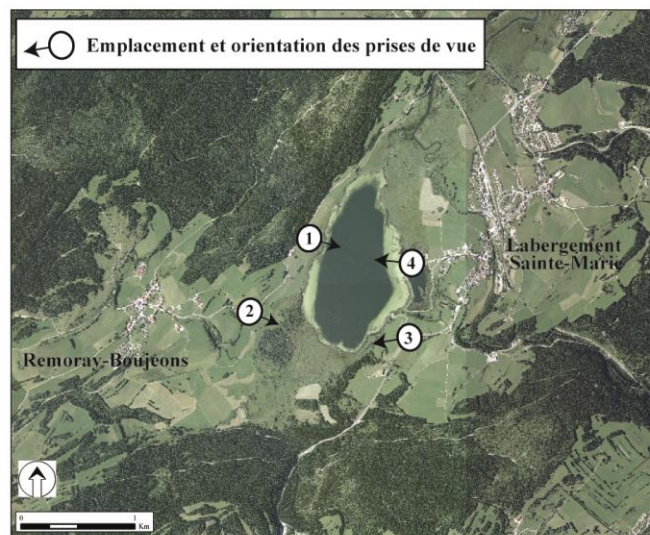 Emplacement et orientation des prises de vue
1
4
Labergement
Sainte-Marie
2
3
Remoray-Boujeons
0 1
Km